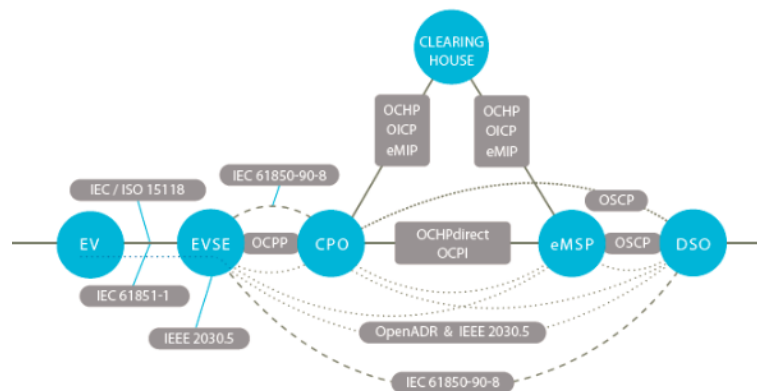 CLEARING
HOUSE
OCHP
OICP
eMIP
OCHP
OICP
eMIP
IEC 61850-90-8
IEC / ISO 15118
OSCP
EV
EVSE
OCPP
CPO
OCHPdirect
OCPI
eMSP
OSCP
DSO
IEC 61851-1
IEEE 2030.5
OpenADR & IEEE 2030.5
IEC 61850-90-8